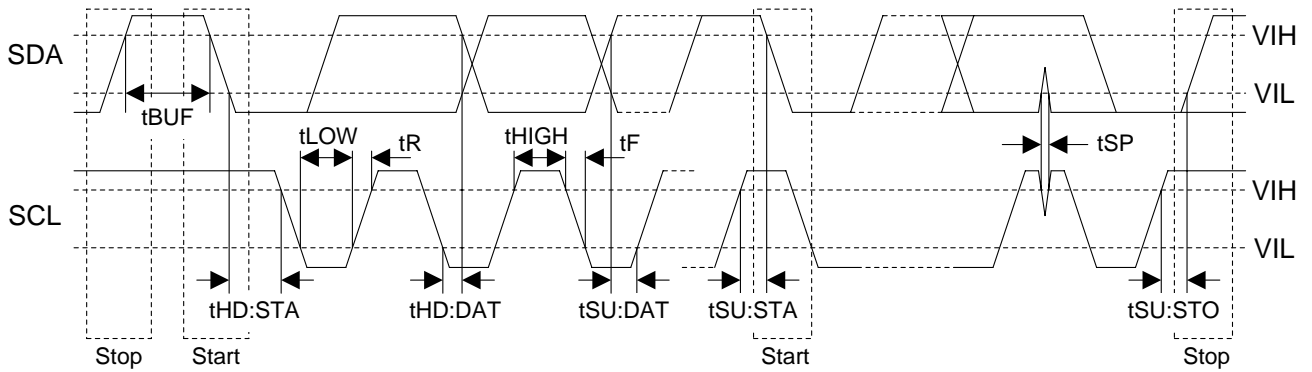 SDA
VIH
VIL
tBUF
tLOW
tR
tHIGH
tF
tSP
SCL
VIH
VIL
tHD:STA
tHD:DAT
tSU:DAT
tSU:STA
tSU:STO
Stop
Start
Start
Stop